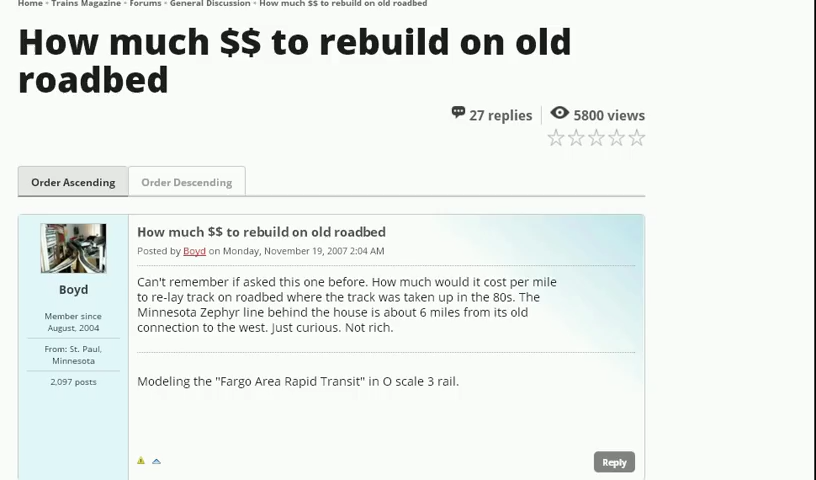 Home • Trains Magazine • Forums • General Discussion • How much $$ to rebuild on old roadbed
How much $$ to rebuild on old
roadbed
27 replies
5800 views
Order Ascending
Order Descending
How much $$ to rebuild on old roadbed
Posted by Boyd on Monday, November 19, 2007 2:04 AM
Boyd
Member since
August, 2004
From: St. Paul,
Minnesota
2,097 posts
Can't remember if asked this one before. How much would it cost per mile
to re-lay track on roadbed where the track was taken up in the 80s. The
Minnesota Zephyr line behind the house is about 6 miles from its old
connection to the west. Just curious. Not rich.
Modeling the "Fargo Area Rapid Transit" in O scale 3 rail.
Reply